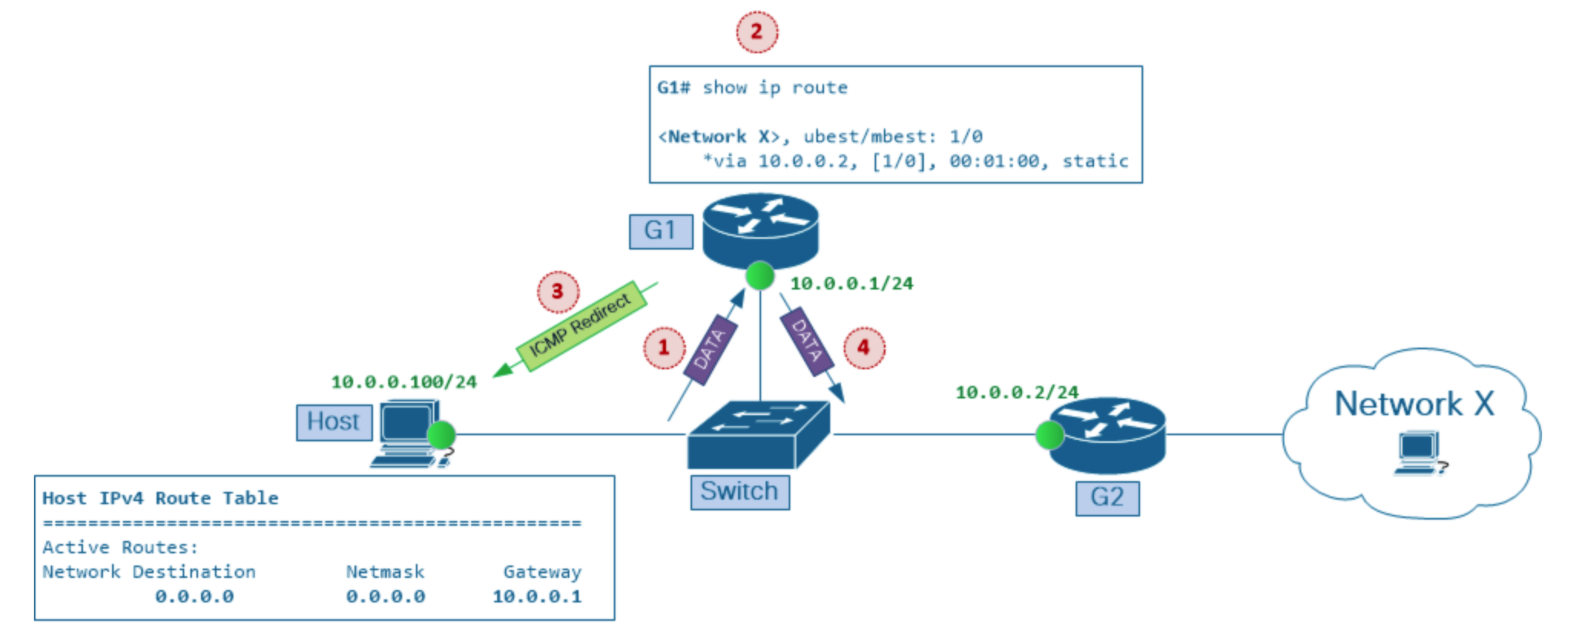 2
G1# show ip route
<Network X>, ubest/mbest: 1/0
*via 10.0.0.2, [1/0], 00:01:00, static
G1
10.0.0.1/24
3
ICMP Redirect
1
DATA
DATA
4
10.0.0.100/24
Host
?
10.0.0.2/24
Network X
?
Switch
G2
Host IPv4 Route Table
================================================
Active Routes:
Network Destination Netmask Gateway
0.0.0.0 0.0.0.0 10.0.0.1